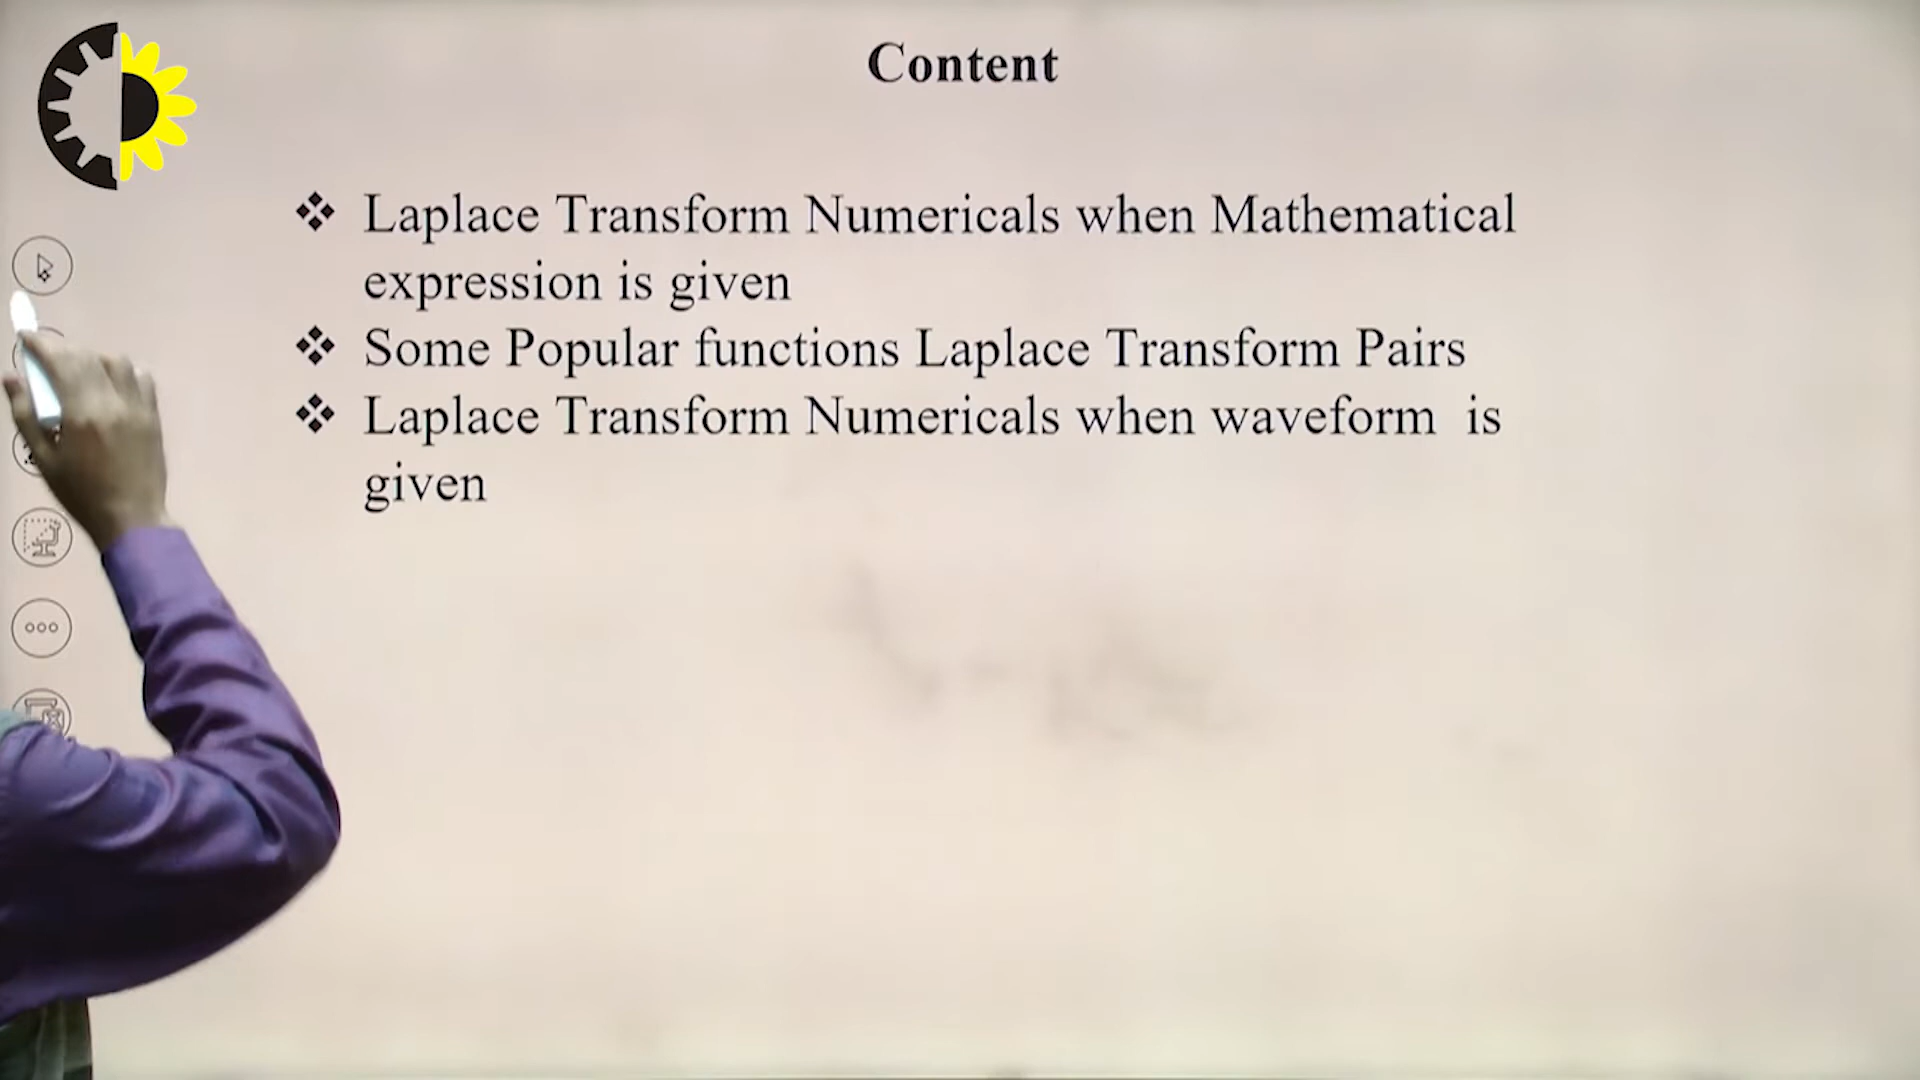 Content
❖ Laplace Transform Numericals when Mathematical
expression is given
❖ Some Popular functions Laplace Transform Pairs
❖ Laplace Transform Numericals when waveform is
given